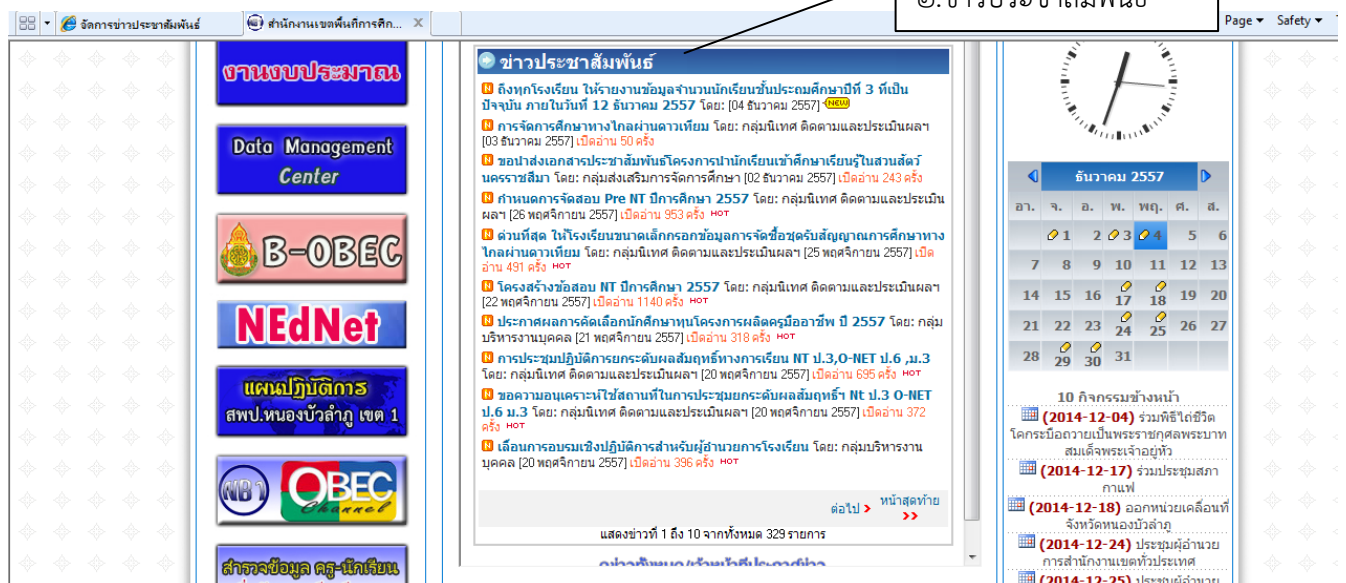 ๒.ข่าวประชาสัมพันธ์
จัดการข่าวประชาสัมพันธ์
สำนักงานเขตพื้นที่การศึก... X
Page Safety
งานงบประมาณ
Data Management
Center
B-OBEC
NEdNet
แผนปฏิบัติการ
สพป.หนองบัวลำภู เขต 1
NB1 OBEC
Channel
สำรวจข้อมูล ครู-นักเรียน
ข่าวประชาสัมพันธ์
N ถึงทุกโรงเรียน ให้รายงานข้อมูลจำนวนนักเรียนชั้นประถมศึกษาปีที่ 3 ที่เป็น
ปัจจุบัน ภายในวันที่ 12 ธันวาคม 2557 โดย: [04 ธันวาคม 2557] NEW
N การจัดการศึกษาทางไกลผ่านดาวเทียม โดย: กลุ่มนิเทศ ติดตามและประเมินผลฯ
[03 ธันวาคม 2557] เปิดอ่าน 50 ครั้ง
N ขอนำส่งเอกสารประชาสัมพันธ์โครงการนำนักเรียนเข้าศึกษาเรียนรู้ในสวนสัตว์
นครราชสีมา โดย: กลุ่มส่งเสริมการจัดการศึกษา [02 ธันวาคม 2557] เปิดอ่าน 243 ครั้ง
N กำหนดการจัดสอบ Pre NT ปีการศึกษา 2557 โดย: กลุ่มนิเทศ ติดตามและประเมิน
ผลฯ [26 พฤศจิกายน 2557] เปิดอ่าน 953 ครั้ง HOT
N ด่วนที่สุด ให้โรงเรียนขนาดเล็กกรอกข้อมูลการจัดซื้อชุดรับสัญญาณการศึกษาทาง
ไกลผ่านดาวเทียม โดย: กลุ่มนิเทศ ติดตามและประเมินผลฯ [25 พฤศจิกายน 2557] เปิด
อ่าน 491 ครั้ง HOT
N โครงสร้างข้อสอบ NT ปีการศึกษา 2557 โดย: กลุ่มนิเทศ ติดตามและประเมินผลฯ
[22 พฤศจิกายน 2557] เปิดอ่าน 1140 ครั้ง HOT
N ประกาศผลการคัดเลือกนักศึกษาทุนโครงการผลิตครูมืออาชีพ ปี 2557 โดย: กลุ่ม
บริหารงานบุคคล [21 พฤศจิกายน 2557] เปิดอ่าน 318 ครั้ง HOT
N การประชุมปฏิบัติการยกระดับผลสัมฤทธิ์ทางการเรียน NT ป.3,O-NET ป.6 ,ม.3
โดย: กลุ่มนิเทศ ติดตามและประเมินผลฯ [20 พฤศจิกายน 2557] เปิดอ่าน 695 ครั้ง HOT
N ขอความอนุเคราะห์ใช้สถานที่ในการประชุมยกระดับผลสัมฤทธิ์ฯ Nt ป.3 O-NET
ป.6 ม.3 โดย: กลุ่มนิเทศ ติดตามและประเมินผลฯ [20 พฤศจิกายน 2557] เปิดอ่าน 372
ครั้ง HOT
N เลื่อนการอบรมเชิงปฏิบัติการสำหรับผู้อำนวยการโรงเรียน โดย: กลุ่มบริหารงาน
บุคคล [20 พฤศจิกายน 2557] เปิดอ่าน 396 ครั้ง HOT
ต่อไป > หน้าสุดท้าย >>
แสดงข่าวที่ 1 ถึง 10 จากทั้งหมด 329 รายการ
ธันวาคม 2557
อา. จ. อ. พ. พฤ. ศ. ส.
1 2 3 4 5 6
7 8 9 10 11 12 13
14 15 16 17 18 19 20
21 22 23 24 25 26 27
28 29 30 31
10 กิจกรรมข้างหน้า
(2014-12-04) ร่วมพิธีไถ่ชีวิต
โคกระบือถวายเป็นพระราชกุศลพระบาท
สมเด็จพระเจ้าอยู่หัว
(2014-12-17) ร่วมประชุมสภา
กาแฟ
(2014-12-18) ออกหน่วยเคลื่อนที่
จังหวัดหนองบัวลำภู
(2014-12-24) ประชุมผู้อำนวย
การสำนักงานเขตทั่วประเทศ
(2014-12-25) ประชุมผู้อำนวย